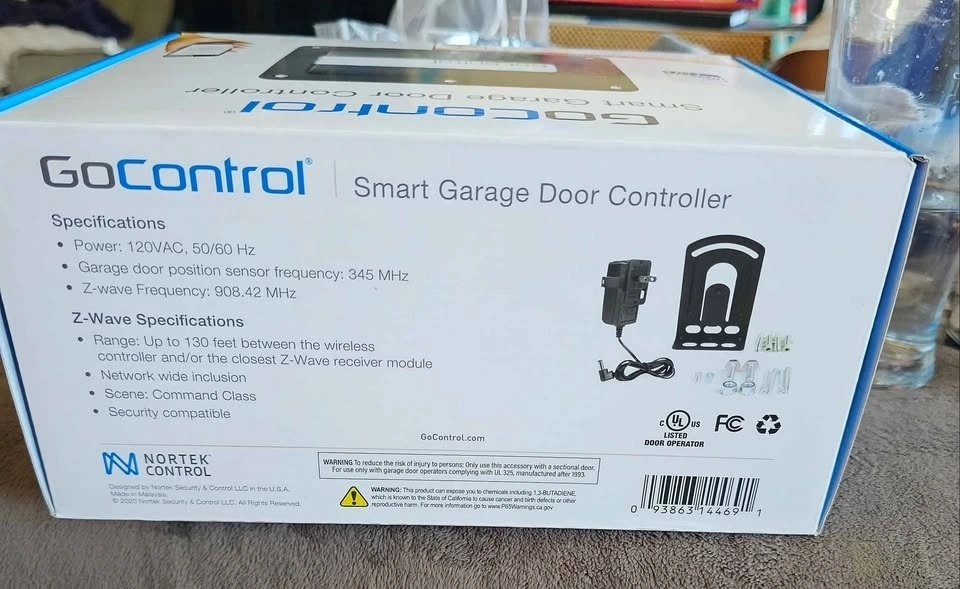 GoControl
Smart Garage Door Controller
GoControl® | Smart Garage Door Controller
Specifications
• Power: 120VAC, 50/60 Hz
• Garage door position sensor frequency: 345 MHz
• Z-wave Frequency: 908.42 MHz
Z-Wave Specifications
• Range: Up to 130 feet between the wireless
controller and/or the closest Z-Wave receiver module
• Network wide inclusion
• Scene: Command Class
• Security compatible
GoControl.com
C UL US
LISTED
DOOR OPERATOR
FC
NORTEK
CONTROL
Designed by Nortek Security & Control LLC in the U.S.A.
Made in Malaysia.
© 2020 Nortek Security & Control LLC. All Rights Reserved.
WARNING To reduce the risk of injury to persons: Only use this accessory with a sectional door.
For use only with garage door operators complying with UL 325, manufactured after 1993.
WARNING: This product can expose you to chemicals including 1,3-BUTADIENE,
which is known to the State of California to cause cancer and birth defects or other
reproductive harm. For more information go to www.P65Warnings.ca.gov
0 93863 14469 1